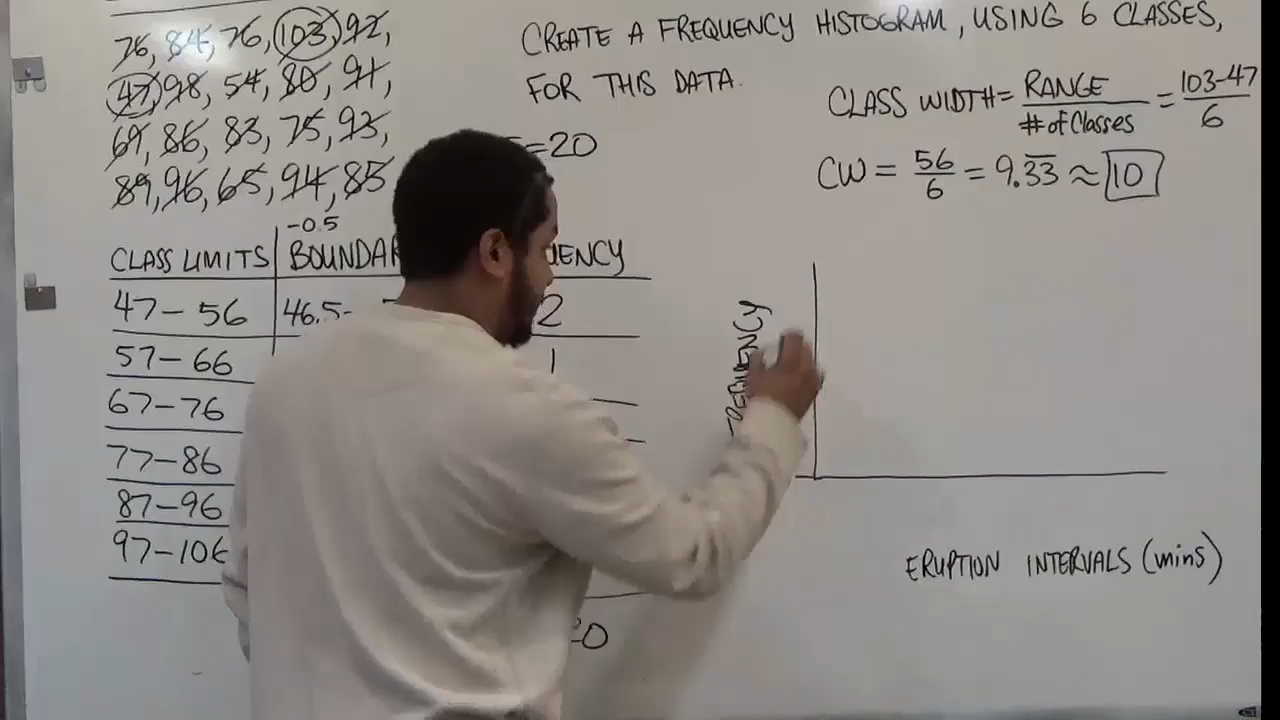 76, 84, 76, 103, 92,
47, 98, 54, 80, 91,
69, 86, 83, 75, 93,
89, 96, 65, 94, 85
CREATE A FREQUENCY HISTOGRAM, USING 6 CLASSES,
FOR THIS DATA.
=20
CLASS WIDTH = RANGE / # of Classes = 103-47 / 6
CW = 56/6 = 9.33 ≈ 10
-0.5
CLASS LIMITS BOUNDAR UENCY
47-56 46.5- 2
57-66 1
67-76
77-86
87-96
97-106
20
FREQUENCY
ERUPTION INTERVALS (mins)